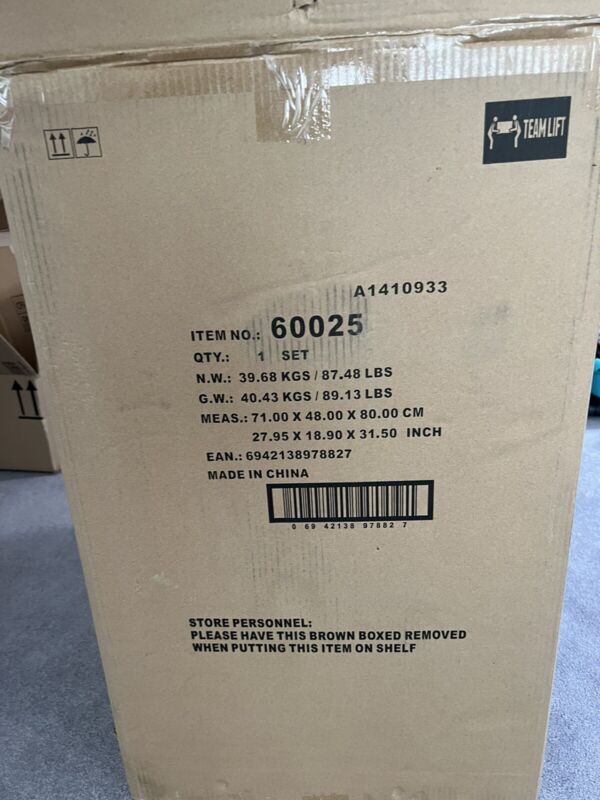 TEAM LIFT
A1410933
ITEM NO.: 60025
QTY.: 1 SET
N.W.: 39.68 KGS / 87.48 LBS
G.W.: 40.43 KGS / 89.13 LBS
MEAS.: 71.00 X 48.00 X 80.00 CM
27.95 X 18.90 X 31.50 INCH
EAN.: 6942138978827
MADE IN CHINA
0 69 42138 97882 7
STORE PERSONNEL:
PLEASE HAVE THIS BROWN BOXED REMOVED
WHEN PUTTING THIS ITEM ON SHELF